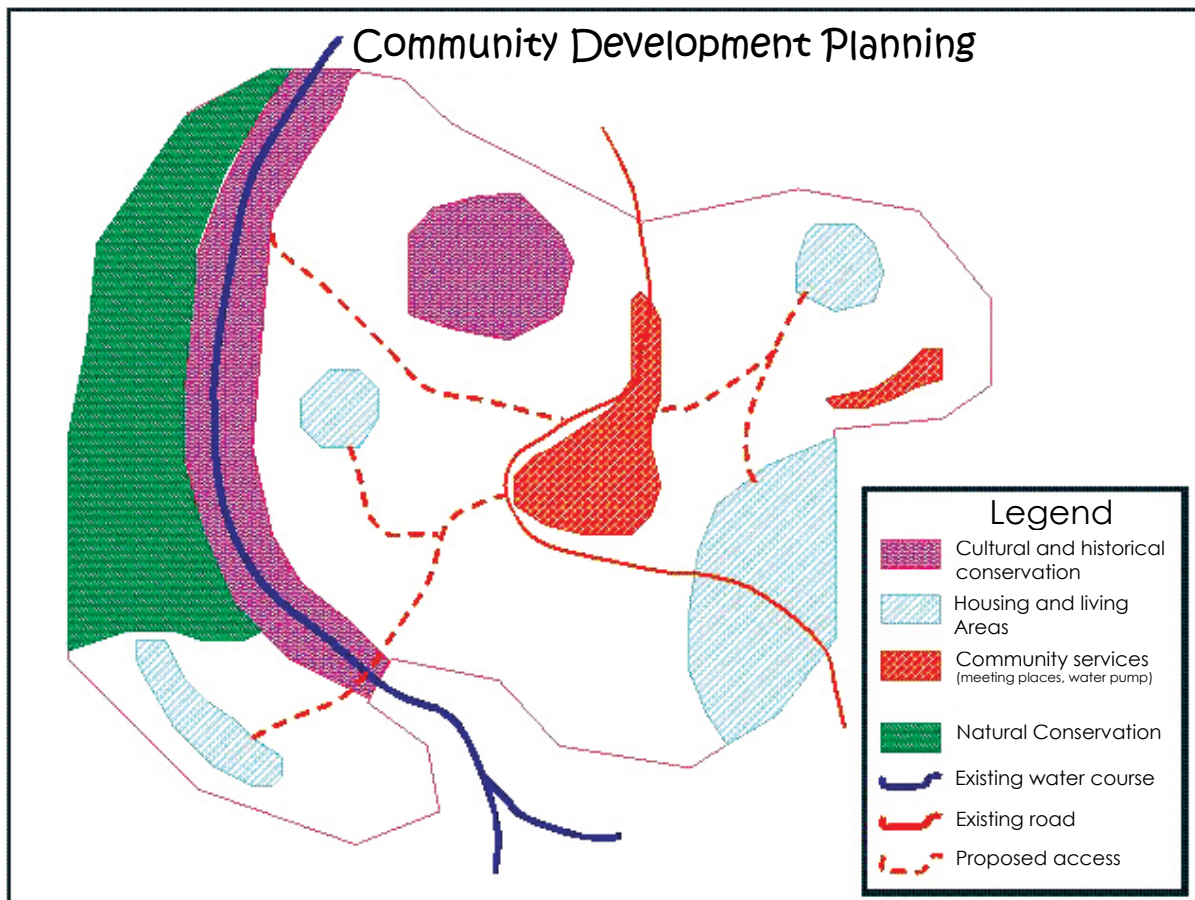 Community Development Planning
Legend
Cultural and historical
conservation
Housing and living
Areas
Community services
(meeting places, water pump)
Natural Conservation
Existing water course
Existing road
Proposed access